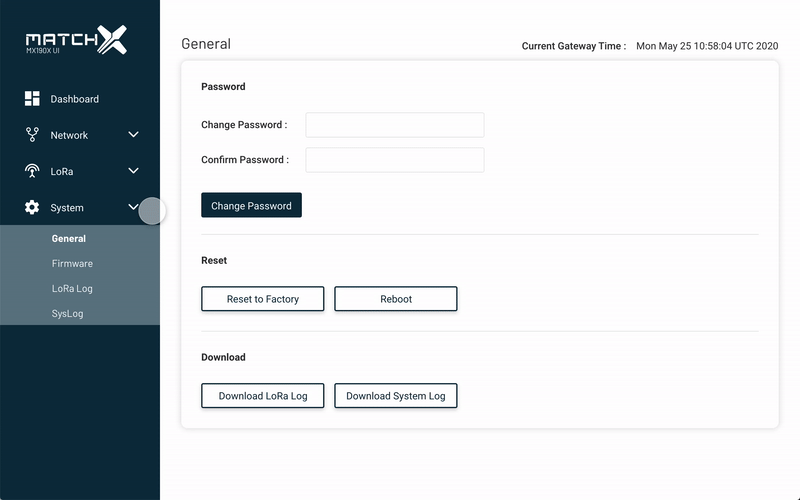 MATCHX
MX190X UI
Dashboard
Network
LoRa
System
General
Firmware
LoRa Log
SysLog
General
Current Gateway Time : Mon May 25 10:58:04 UTC 2020
Password
Change Password :
Confirm Password :
Change Password
Reset
Reset to Factory
Reboot
Download
Download LoRa Log
Download System Log